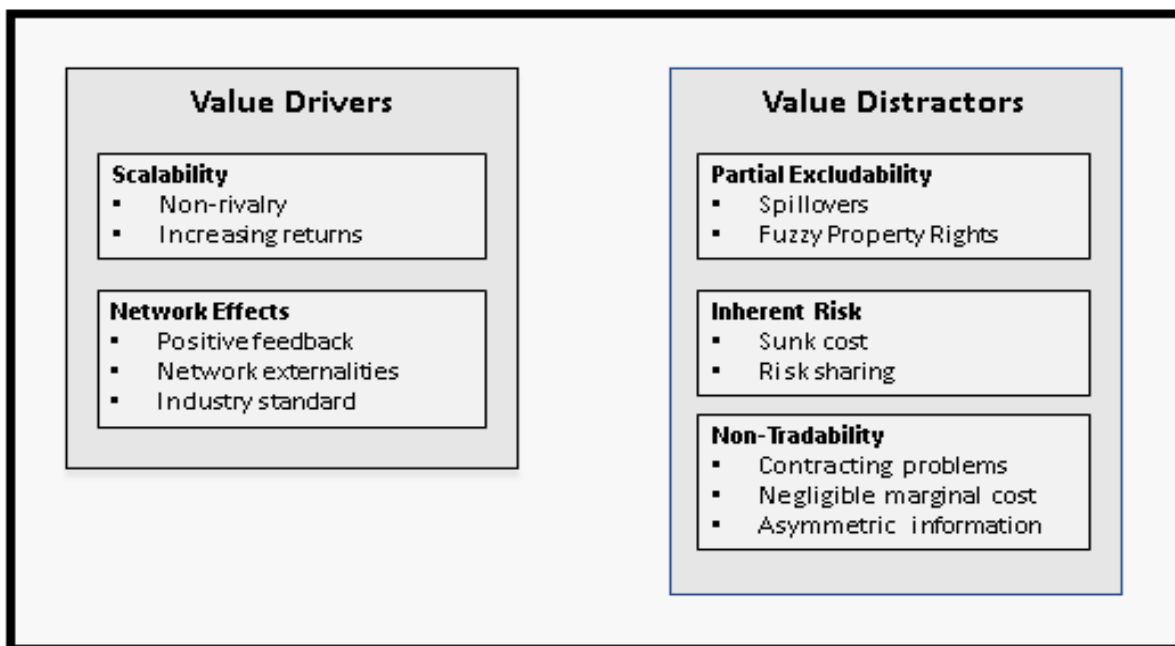 Value Drivers
Scalability
▪ Non-rivalry
▪ Increasing returns
Network Effects
▪ Positive feedback
▪ Network externalities
▪ Industry standard
Value Distractors
Partial Excludability
▪ Spillovers
▪ Fuzzy Property Rights
Inherent Risk
▪ Sunk cost
▪ Risk sharing
Non-Tradability
▪ Contracting problems
▪ Negligible marginal cost
▪ Asymmetric information